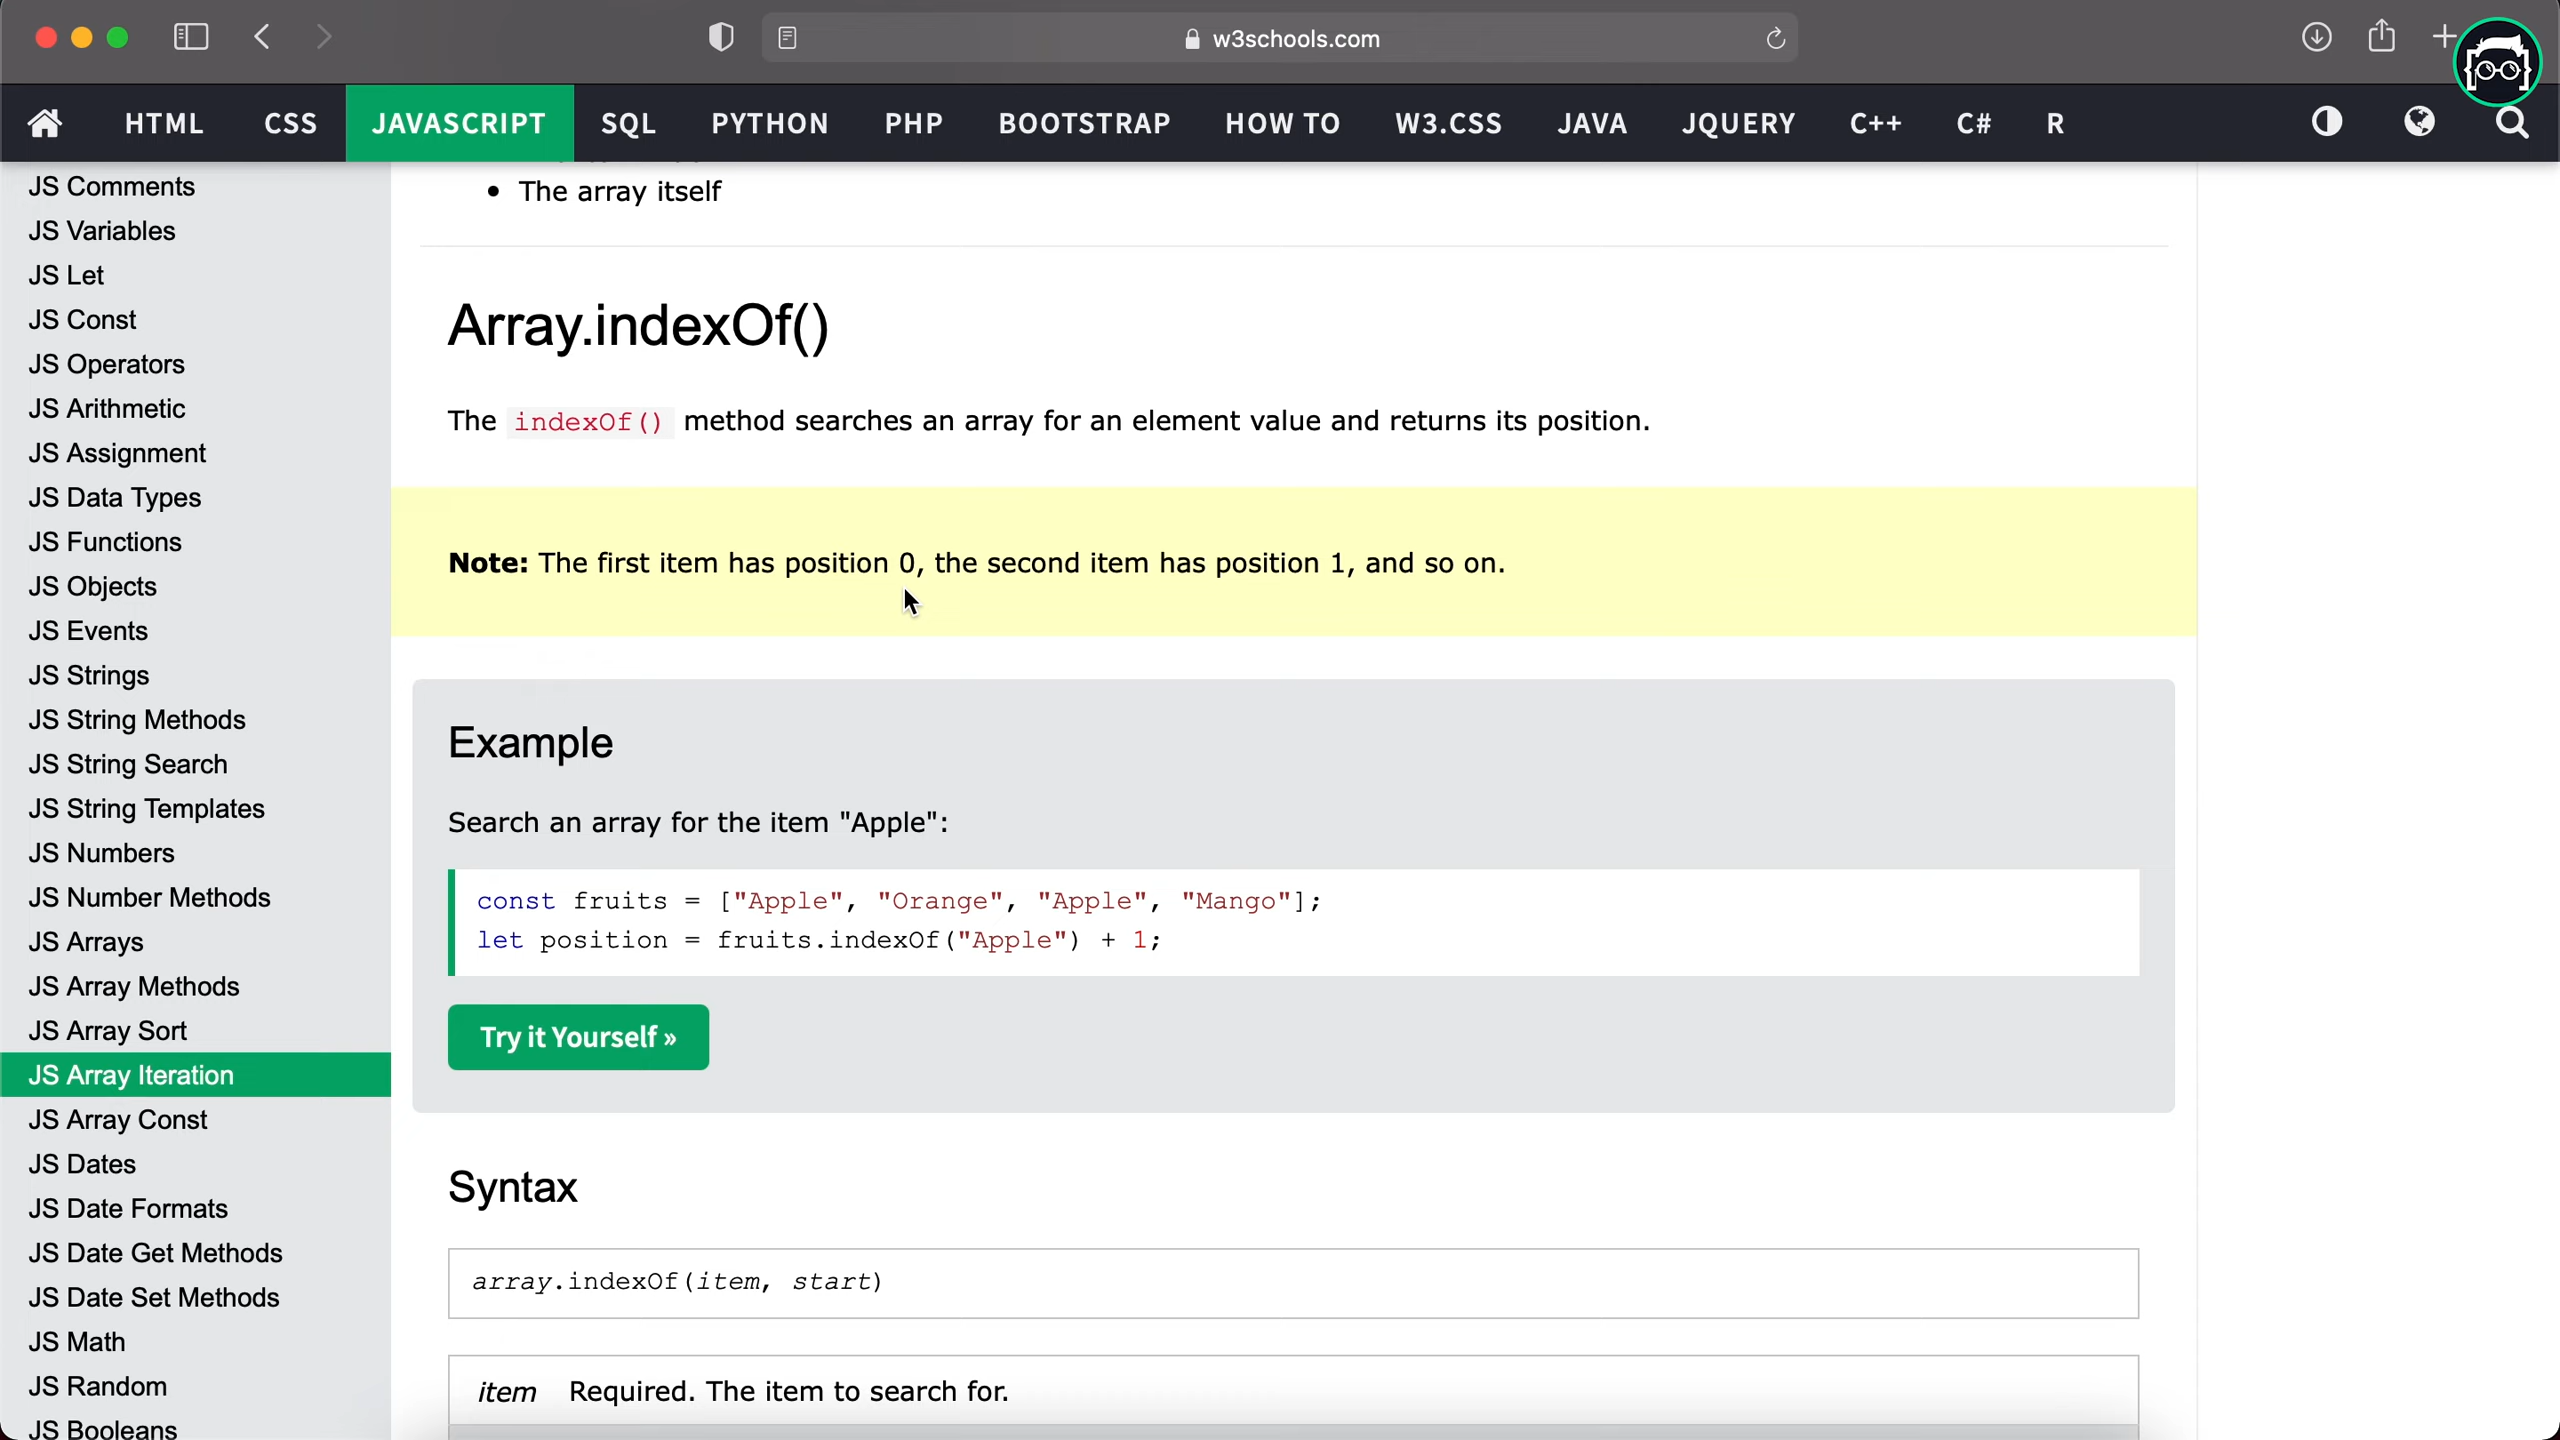 w3schools.com
HTML CSS JAVASCRIPT SQL PYTHON PHP BOOTSTRAP HOW TO W3.CSS JAVA JQUERY C++ C# R
JS Comments
JS Variables
JS Let
JS Const
JS Operators
JS Arithmetic
JS Assignment
JS Data Types
JS Functions
JS Objects
JS Events
JS Strings
JS String Methods
JS String Search
JS String Templates
JS Numbers
JS Number Methods
JS Arrays
JS Array Methods
JS Array Sort
JS Array Iteration
JS Array Const
JS Dates
JS Date Formats
JS Date Get Methods
JS Date Set Methods
JS Math
JS Random
JS Booleans
• The array itself
Array.indexOf()
The indexOf() method searches an array for an element value and returns its position.
Note: The first item has position 0, the second item has position 1, and so on.
Example
Search an array for the item "Apple":
const fruits = ["Apple", "Orange", "Apple", "Mango"];
let position = fruits.indexOf("Apple") + 1;
Try it Yourself »
Syntax
array.indexOf(item, start)
item Required. The item to search for.